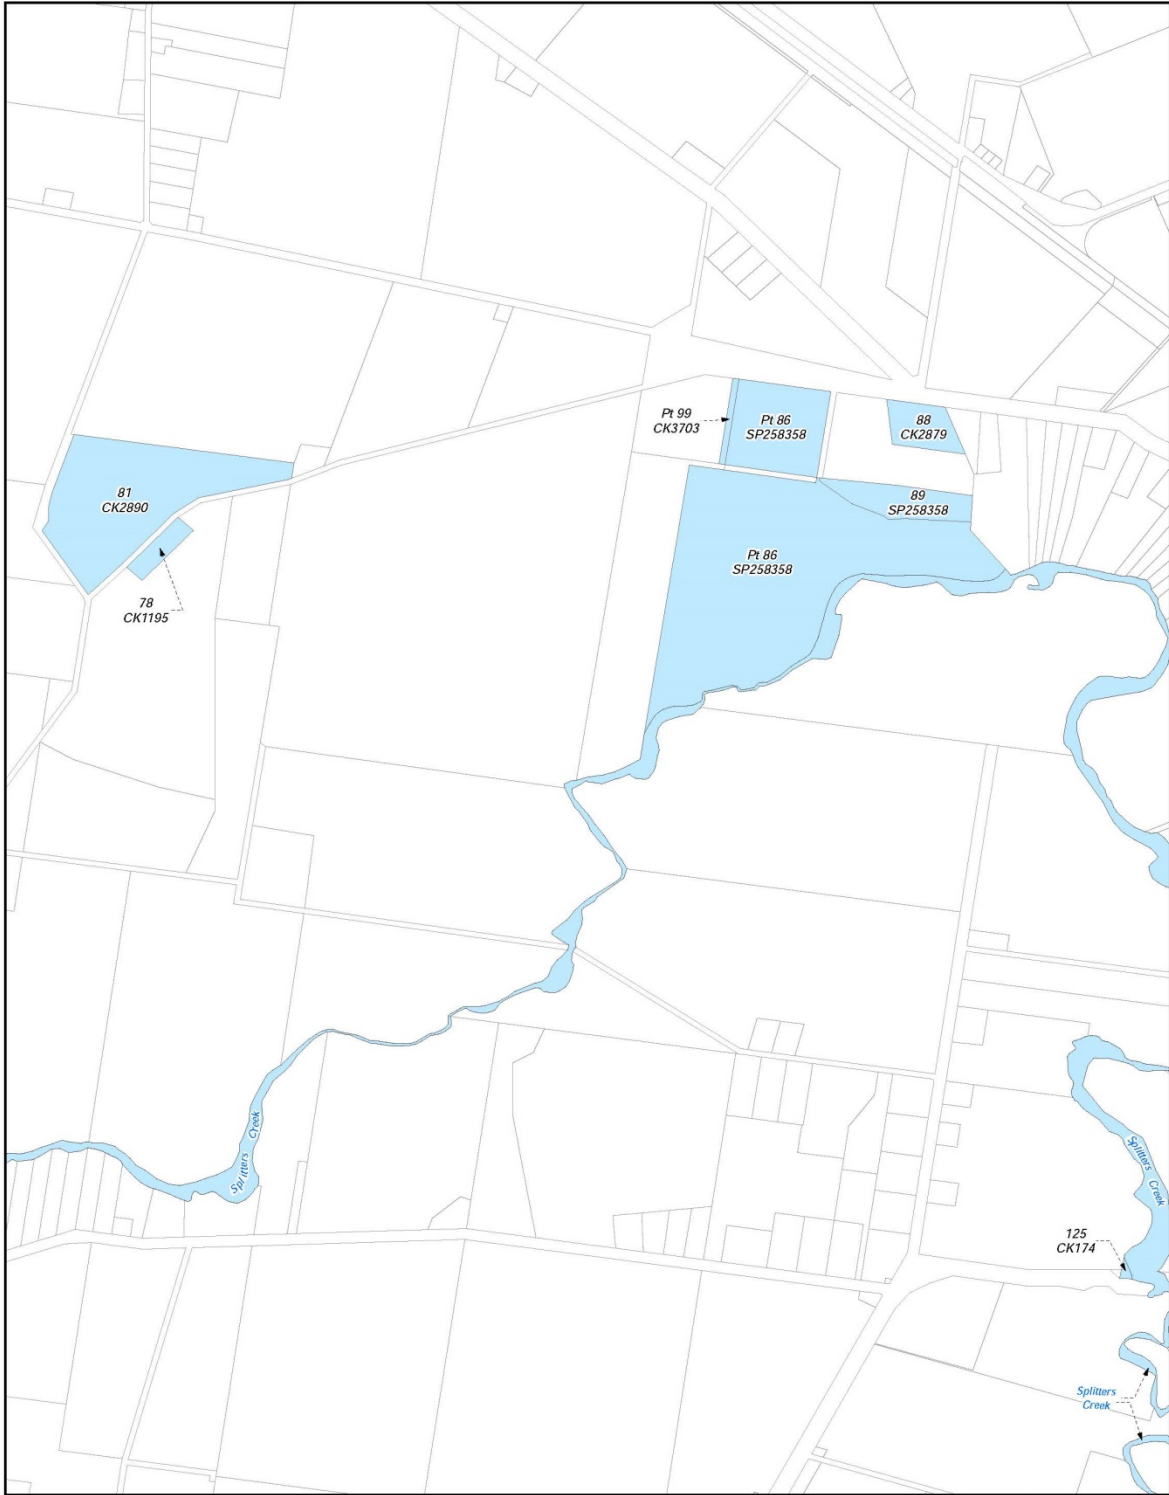 Pt 99
CK3703
Pt 86
SP258358
88
CK2879
81
CK2890
89
SP258358
Pt 86
SP258358
78
CK1195
Splitters Creek
Splitters Creek
125
CK174
Splitters
Creek